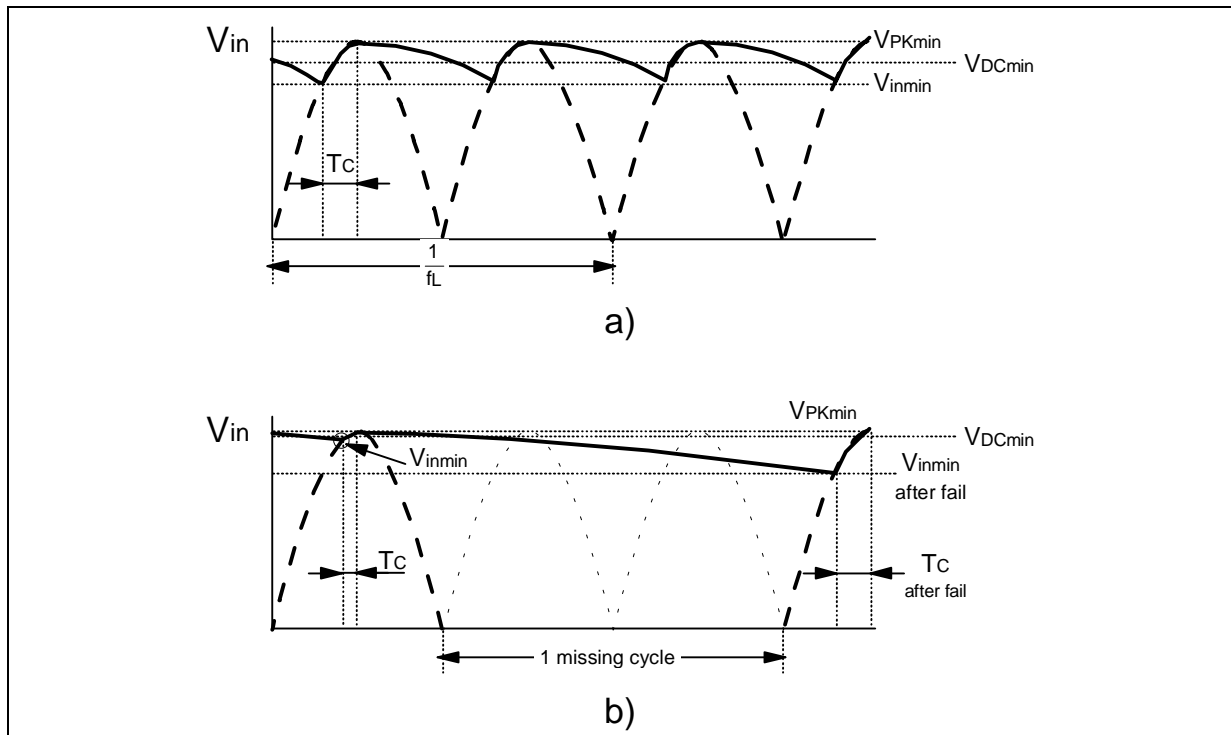 Vin
VPKmin
VDCmin
Vinmin
TC
1
fL
a)
Vin
VPKmin
VDCmin
Vinmin
Vinmin
after fail
TC
TC
after fail
1 missing cycle
b)